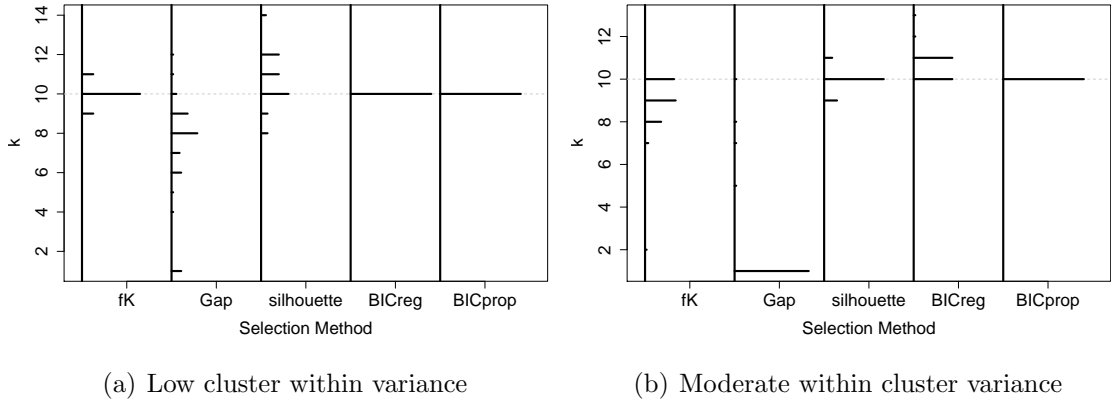 14
12
10
8
6
4
2
k
fK Gap silhouette BICreg BICprop
Selection Method
(a) Low cluster within variance
12
10
8
6
4
2
k
fK Gap silhouette BICreg BICprop
Selection Method
(b) Moderate within cluster variance